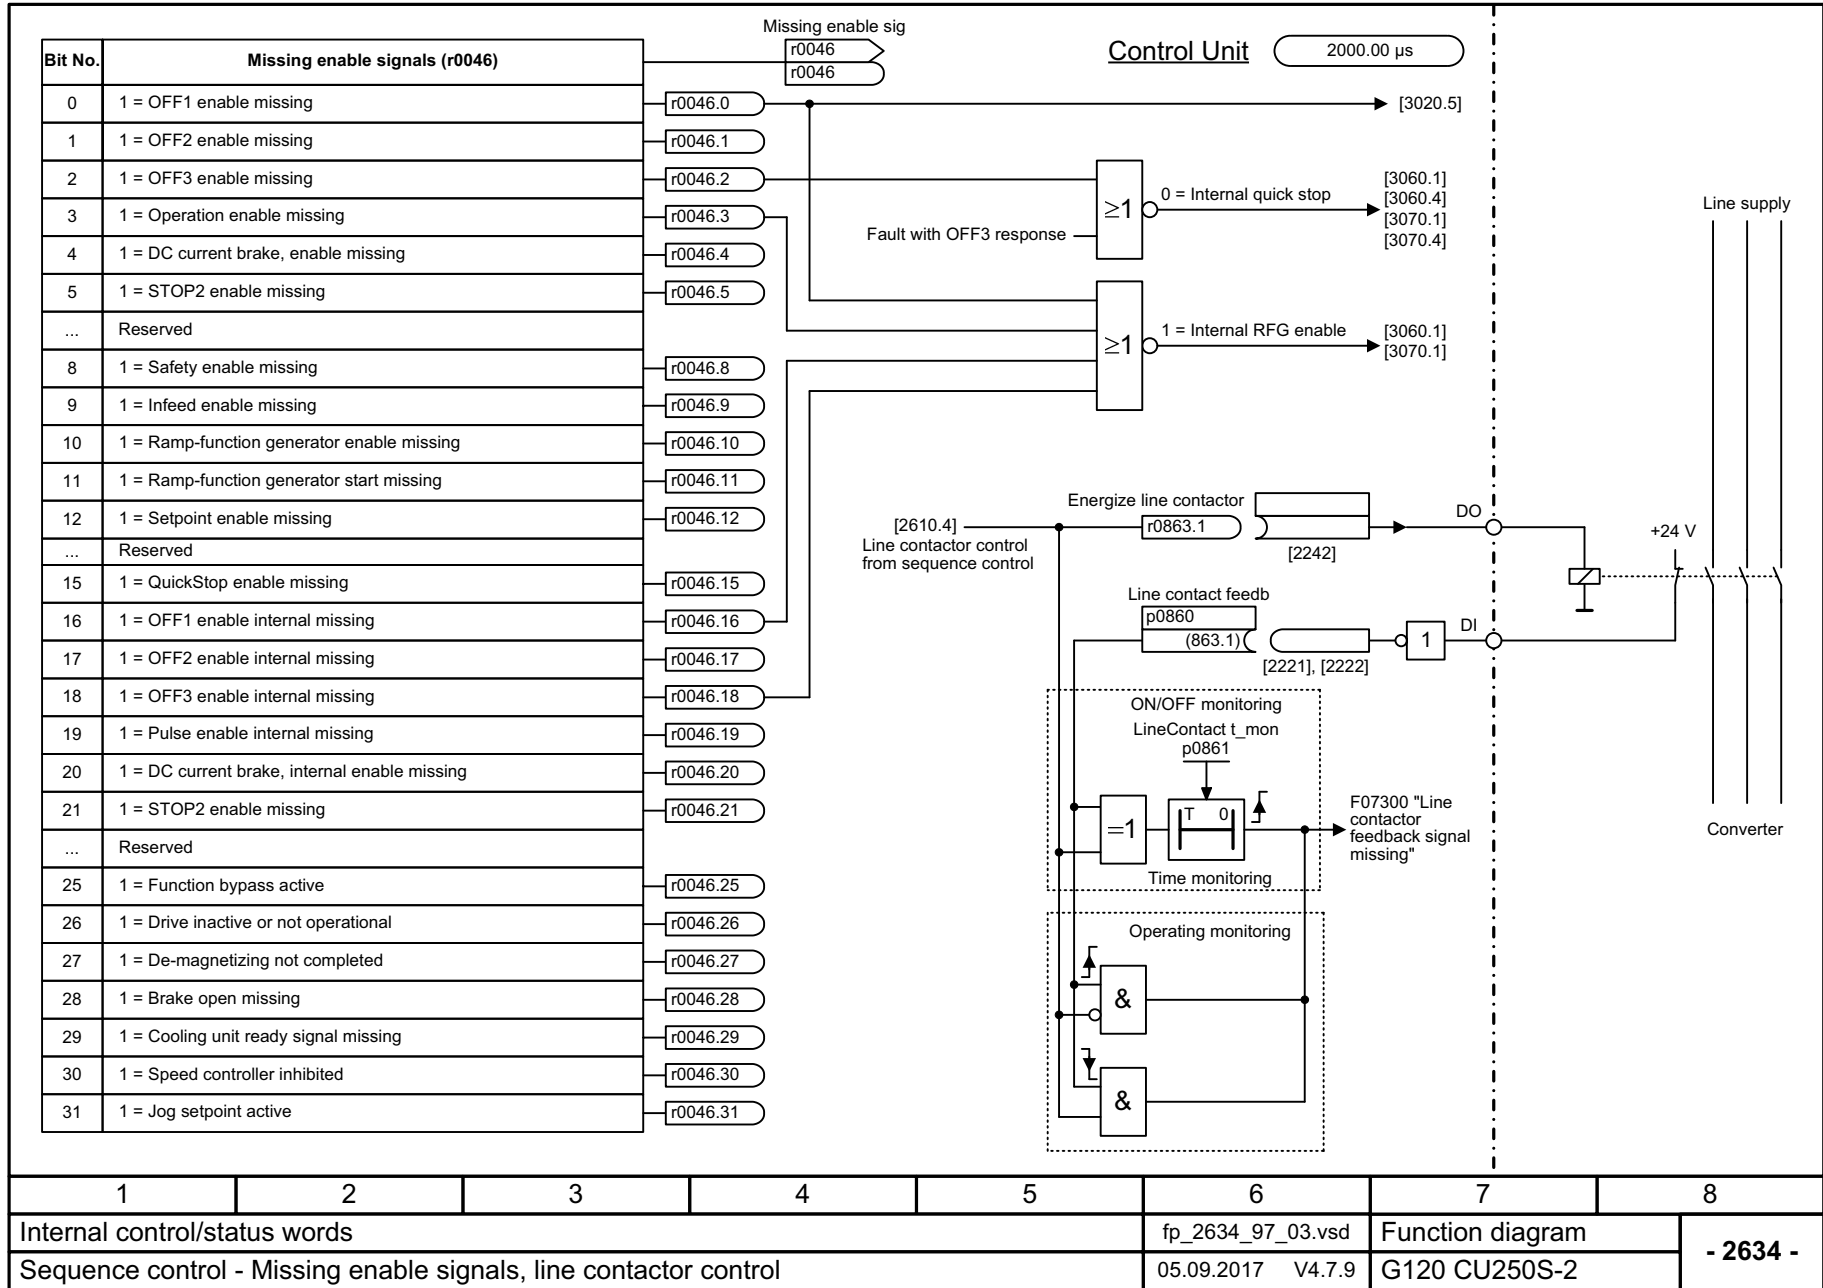 Missing enable sig
r0046
r0046
Control Unit
2000.00 µs
Bit No.
Missing enable signals (r0046)
0
1 = OFF1 enable missing
r0046.0
[3020.5]
1
1 = OFF2 enable missing
r0046.1
2
1 = OFF3 enable missing
r0046.2
3
1 = Operation enable missing
r0046.3
4
1 = DC current brake, enable missing
r0046.4
5
1 = STOP2 enable missing
r0046.5
...
Reserved
8
1 = Safety enable missing
r0046.8
9
1 = Infeed enable missing
r0046.9
10
1 = Ramp-function generator enable missing
r0046.10
11
1 = Ramp-function generator start missing
r0046.11
12
1 = Setpoint enable missing
r0046.12
...
Reserved
15
1 = QuickStop enable missing
r0046.15
16
1 = OFF1 enable internal missing
r0046.16
17
1 = OFF2 enable internal missing
r0046.17
18
1 = OFF3 enable internal missing
r0046.18
19
1 = Pulse enable internal missing
r0046.19
20
1 = DC current brake, internal enable missing
r0046.20
21
1 = STOP2 enable missing
r0046.21
...
Reserved
25
1 = Function bypass active
r0046.25
26
1 = Drive inactive or not operational
r0046.26
27
1 = De-magnetizing not completed
r0046.27
28
1 = Brake open missing
r0046.28
29
1 = Cooling unit ready signal missing
r0046.29
30
1 = Speed controller inhibited
r0046.30
31
1 = Jog setpoint active
r0046.31
Fault with OFF3 response
≥1
0 = Internal quick stop
[3060.1]
[3060.4]
[3070.1]
[3070.4]
≥1
1 = Internal RFG enable
[3060.1]
[3070.1]
Line supply
[2610.4]
Line contactor control
from sequence control
Energize line contactor
r0863.1
[2242]
DO
+24 V
Line contact feedb
p0860
(863.1)
[2221], [2222]
1
DI
ON/OFF monitoring
LineContact t_mon
p0861
=1
T 0
Time monitoring
F07300 "Line
contactor
feedback signal
missing"
Converter
Operating monitoring
&
&
1 2 3 4 5 6 7 8
Internal control/status words
fp_2634_97_03.vsd
Function diagram
- 2634 -
Sequence control - Missing enable signals, line contactor control
05.09.2017 V4.7.9
G120 CU250S-2